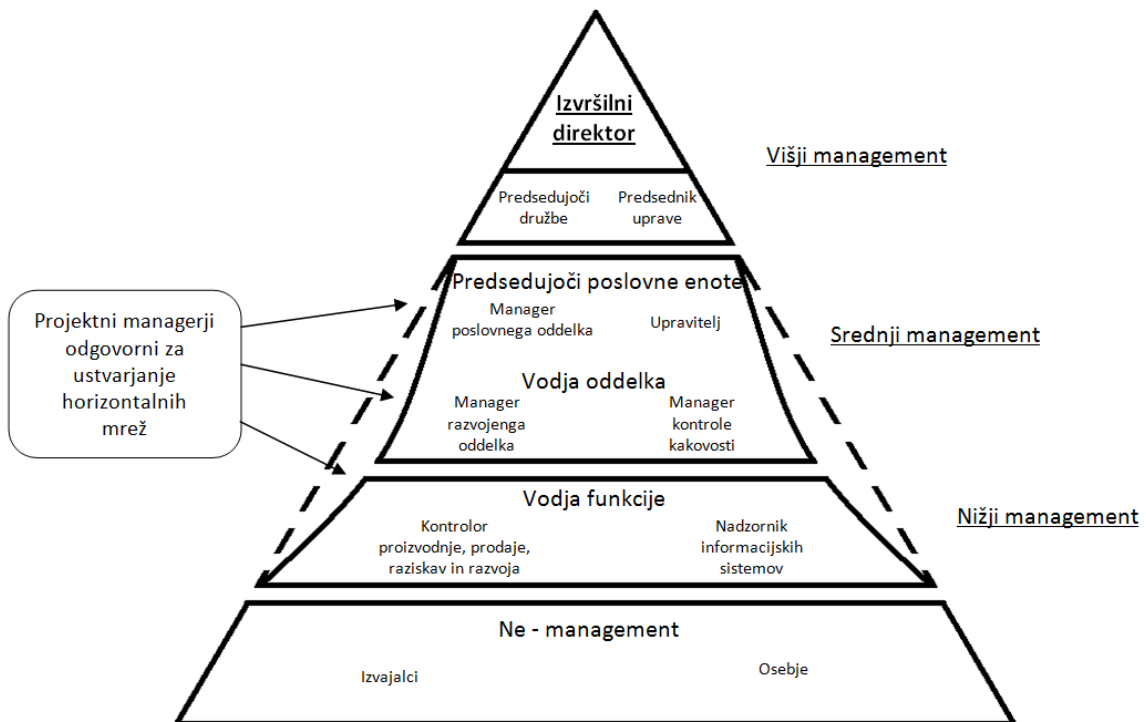 Izvršilni
direktor
Višji management
Predsedujoči
družbe
Predsednik
uprave
Predsedujoči poslovne enote
Manager
poslovnega oddelka
Upravitelj
Srednji management
Projektni managerji
odgovorni za
ustvarjanje
horizontalnih
mrež
Vodja oddelka
Manager
razvojenga
oddelka
Manager
kontrole
kakovosti
Vodja funkcije
Nižji management
Kontrolor
proizvodnje, prodaje,
raziskav in razvoja
Nadzornik
informacijskih
sistemov
Ne - management
Izvajalci
Osebje